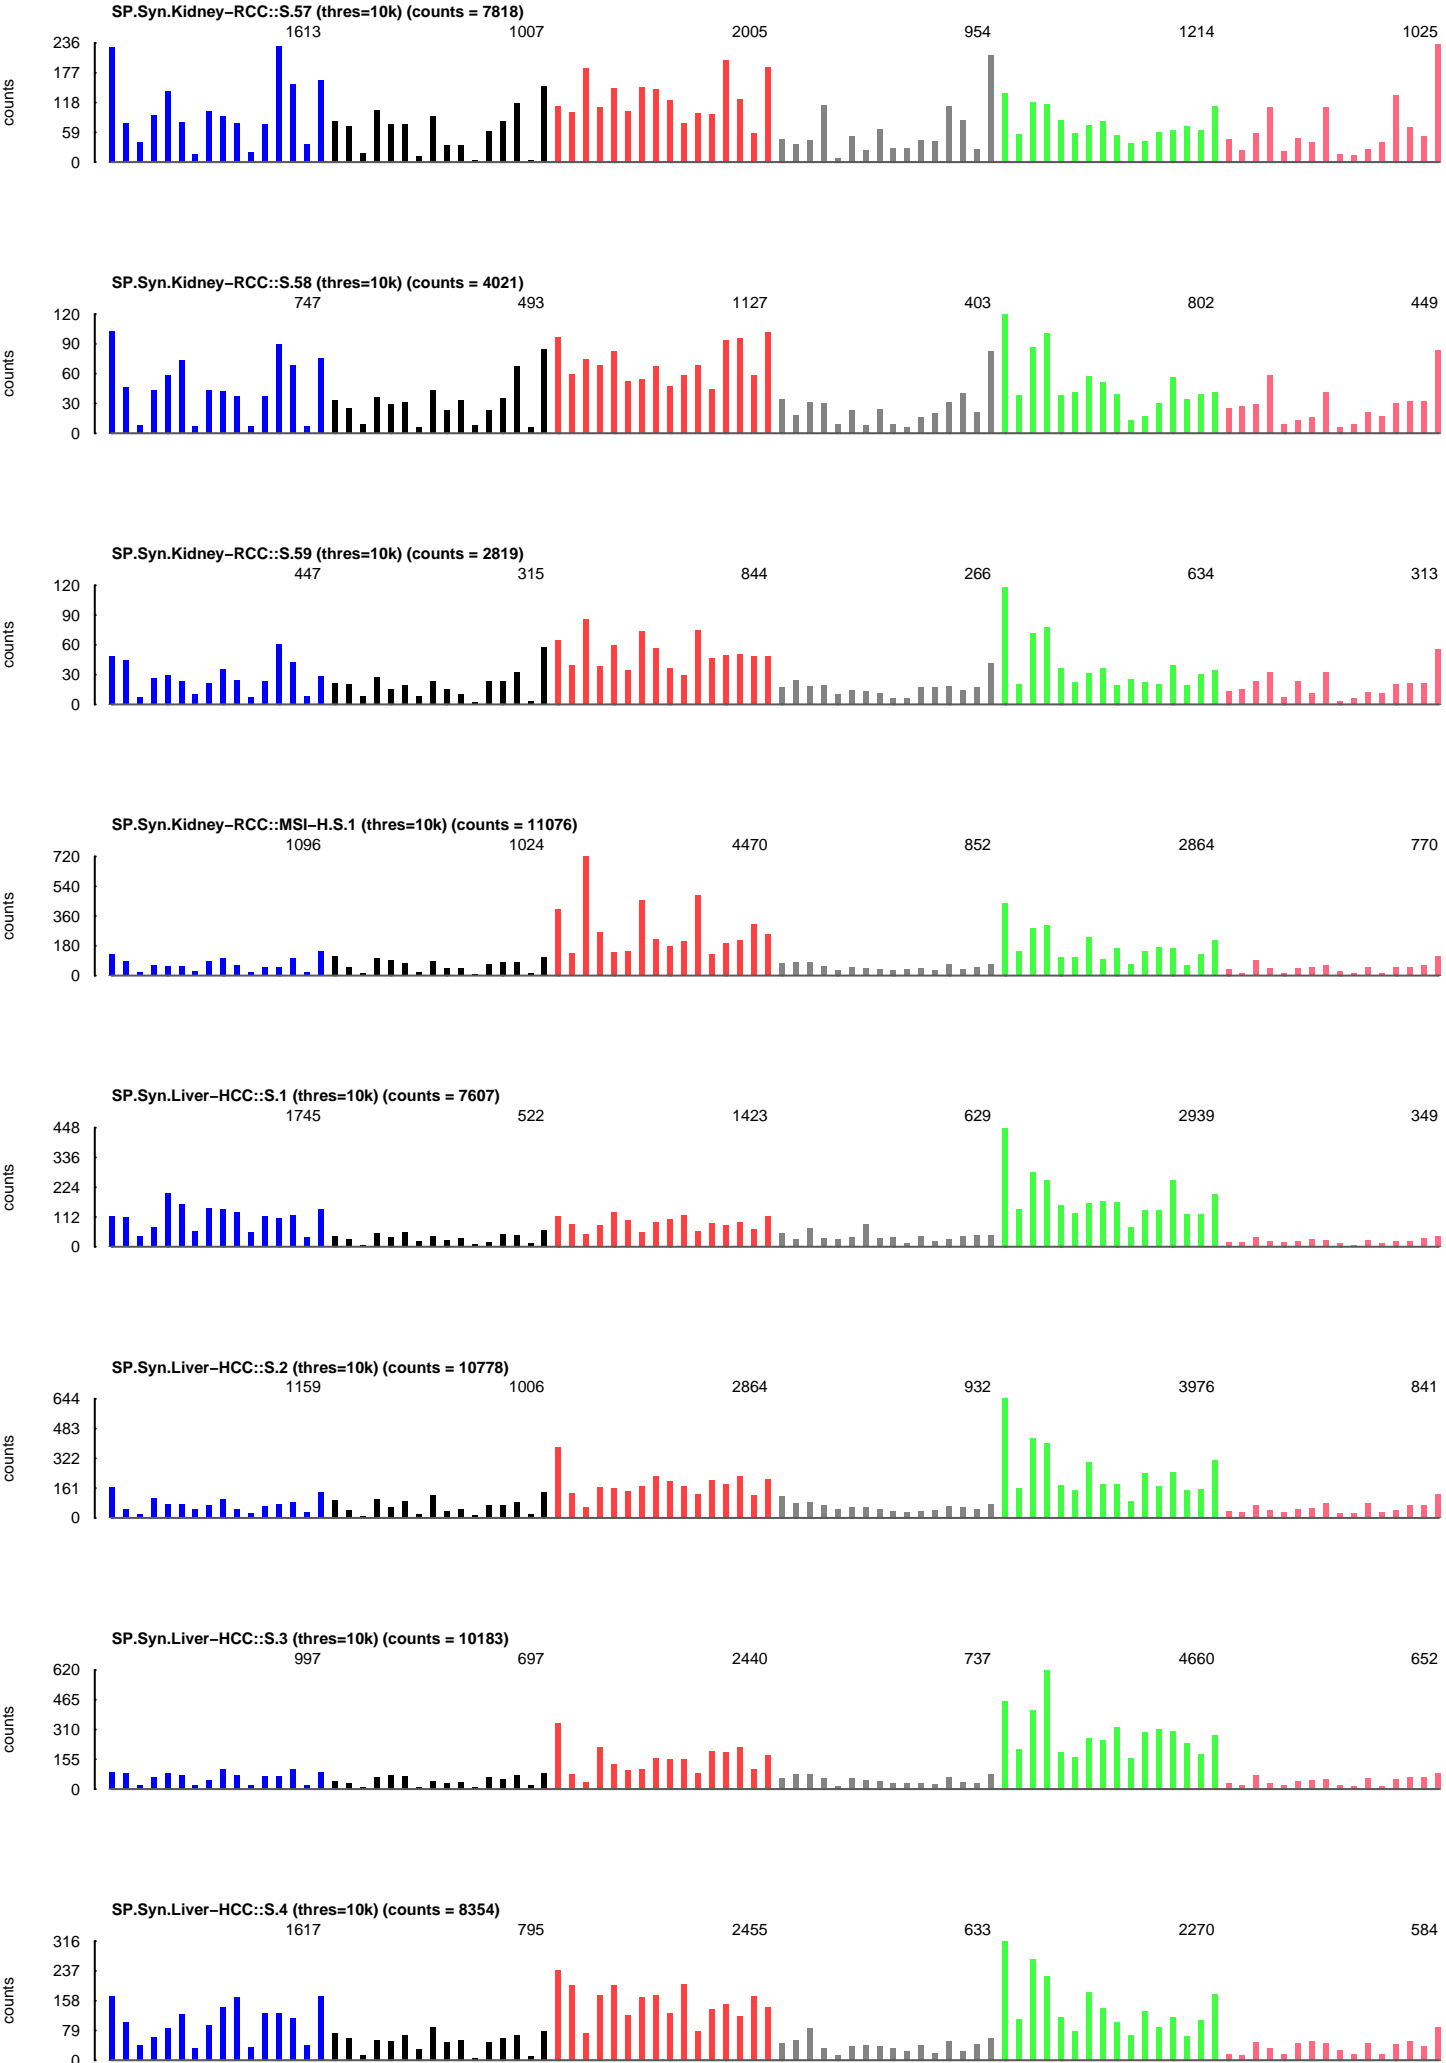 SP.Syn.Kidney−RCC::S.57 (thres=10k) (counts = 7818)
1613 1007 2005 954 1214 1025
236
177
118
59
0
counts
SP.Syn.Kidney−RCC::S.58 (thres=10k) (counts = 4021)
747 493 1127 403 802 449
120
90
60
30
0
counts
SP.Syn.Kidney−RCC::S.59 (thres=10k) (counts = 2819)
447 315 844 266 634 313
120
90
60
30
0
counts
SP.Syn.Kidney−RCC::MSI−H.S.1 (thres=10k) (counts = 11076)
1096 1024 4470 852 2864 770
720
540
360
180
0
counts
SP.Syn.Liver−HCC::S.1 (thres=10k) (counts = 7607)
1745 522 1423 629 2939 349
448
336
224
112
0
counts
SP.Syn.Liver−HCC::S.2 (thres=10k) (counts = 10778)
1159 1006 2864 932 3976 841
644
483
322
161
0
counts
SP.Syn.Liver−HCC::S.3 (thres=10k) (counts = 10183)
997 697 2440 737 4660 652
620
465
310
155
0
counts
SP.Syn.Liver−HCC::S.4 (thres=10k) (counts = 8354)
1617 795 2455 633 2270 584
316
237
158
79
0
counts